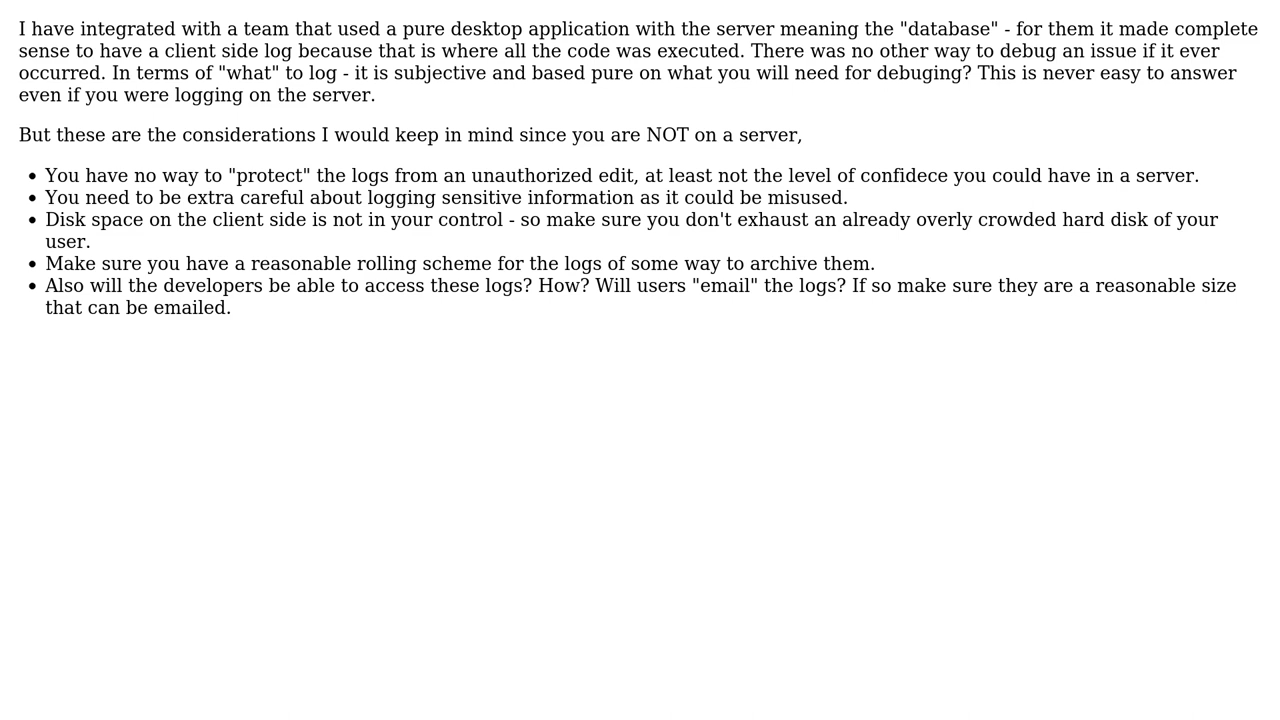 I have integrated with a team that used a pure desktop application with the server meaning the "database" - for them it made complete
sense to have a client side log because that is where all the code was executed. There was no other way to debug an issue if it ever
occurred. In terms of "what" to log - it is subjective and based pure on what you will need for debuging? This is never easy to answer
even if you were logging on the server.
But these are the considerations I would keep in mind since you are NOT on a server,
• You have no way to "protect" the logs from an unauthorized edit, at least not the level of confidece you could have in a server.
• You need to be extra careful about logging sensitive information as it could be misused.
• Disk space on the client side is not in your control - so make sure you don't exhaust an already overly crowded hard disk of your
user.
• Make sure you have a reasonable rolling scheme for the logs of some way to archive them.
• Also will the developers be able to access these logs? How? Will users "email" the logs? If so make sure they are a reasonable size
that can be emailed.